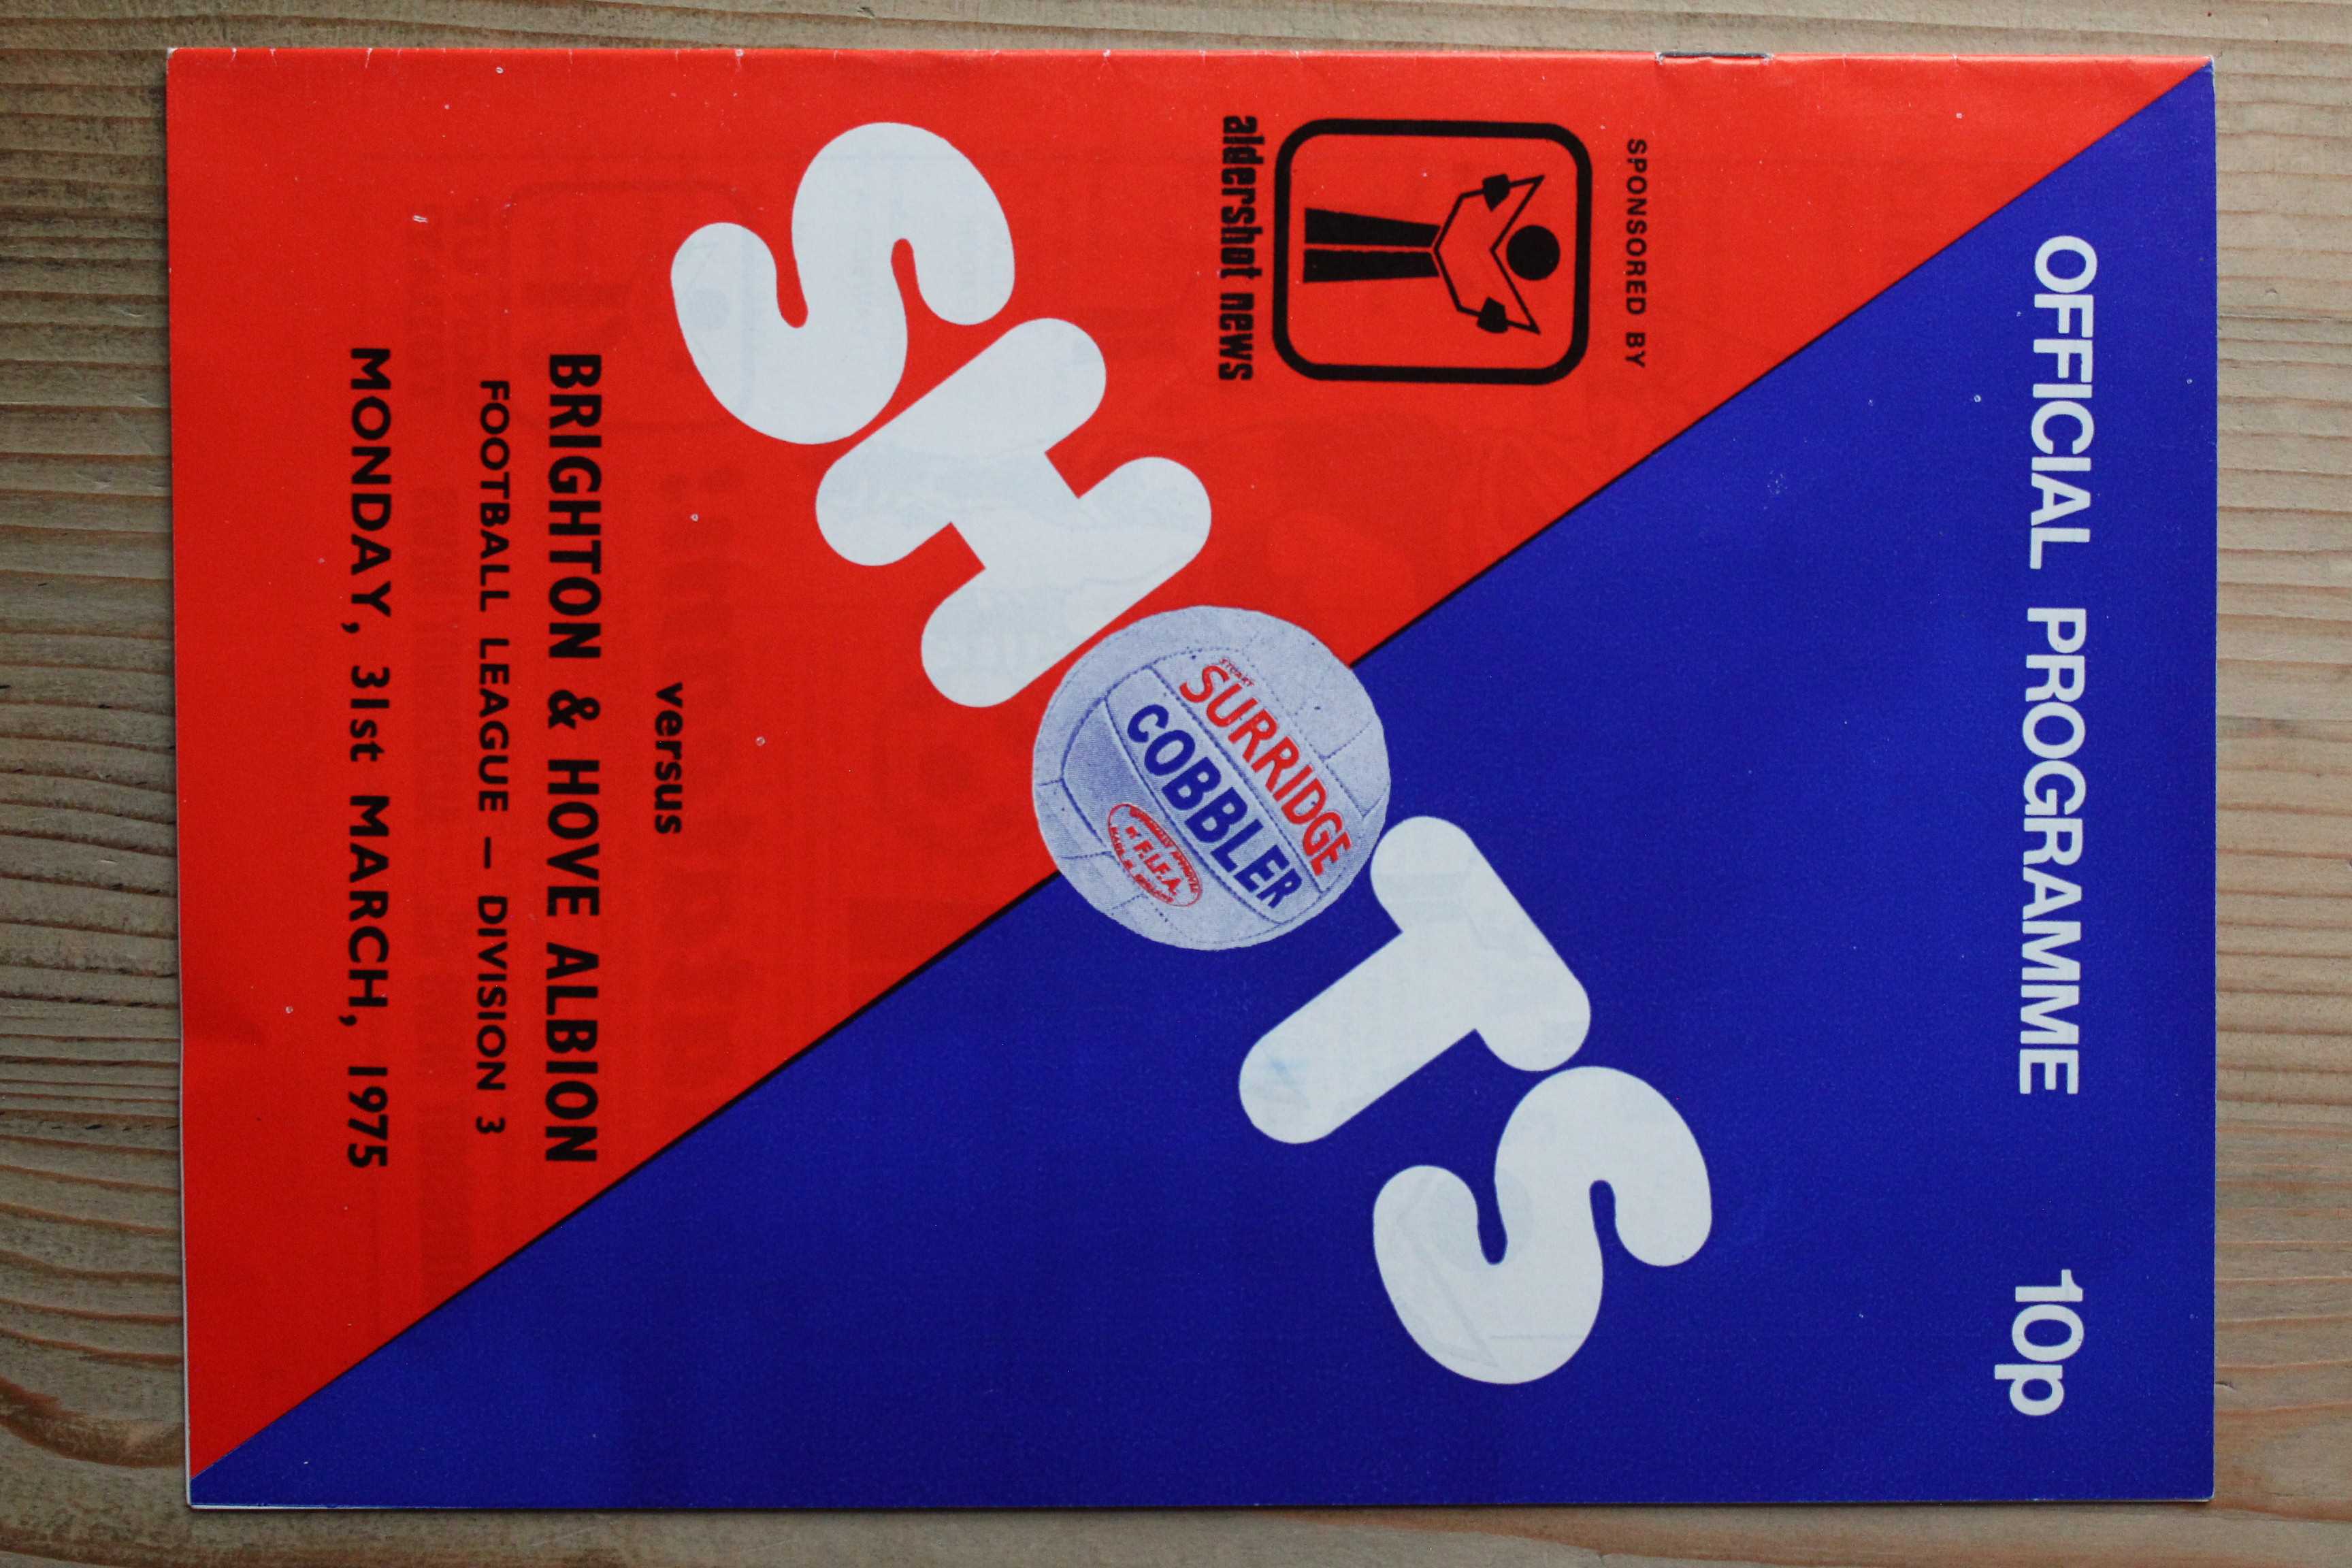 OFFICIAL PROGRAMME 10p
SPONSORED BY
aldershot news
SHOTS
STUART
SURRIDGE
COBBLER
F.I.F.A.
versus
BRIGHTON & HOVE ALBION
FOOTBALL LEAGUE — DIVISION 3
MONDAY, 31st MARCH, 1975